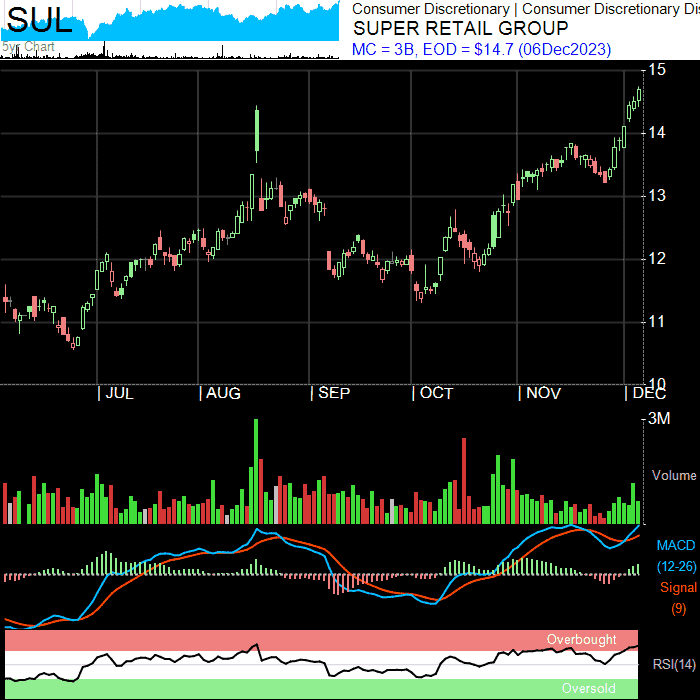 SUL
5yr Chart
Consumer Discretionary | Consumer Discretionary Dis
SUPER RETAIL GROUP
MC = 3B, EOD = $14.7 (06Dec2023)
15
14
13
12
11
10
| JUL | AUG | SEP | OCT | NOV | DEC
3M
Volume
MACD
(12-26)
Signal
(9)
Overbought
RSI(14)
Oversold